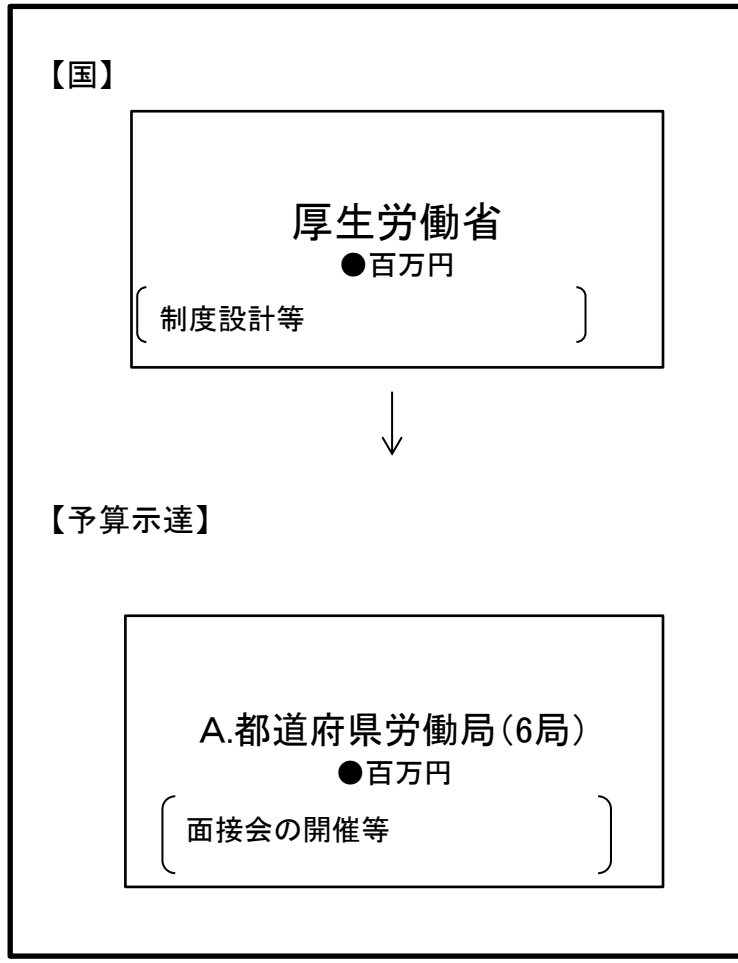 【国】
厚生労働省
●百万円
制度設計等
【予算示達】
A.都道府県労働局(6局)
●百万円
面接会の開催等